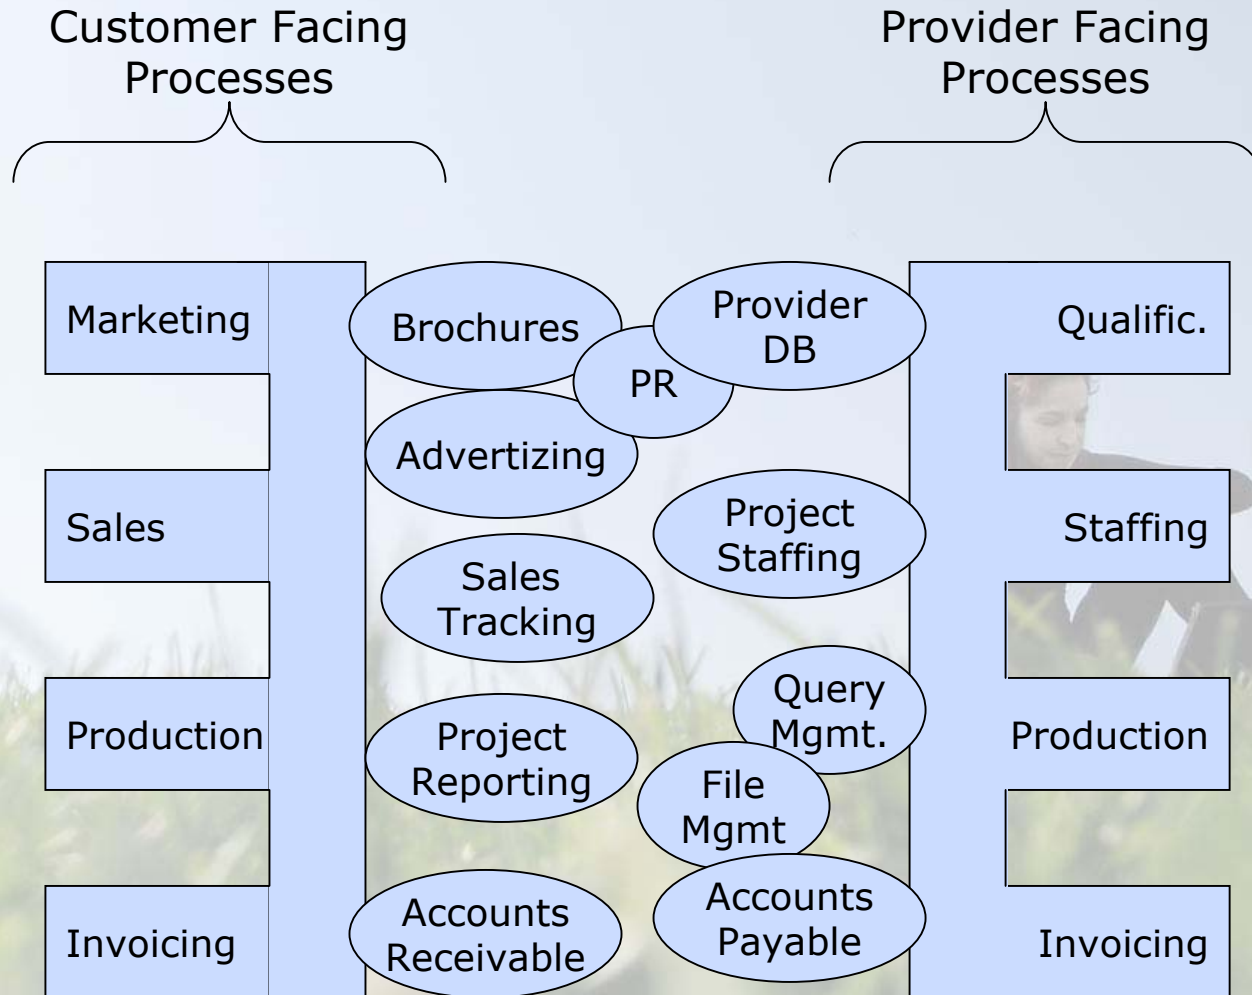 Customer Facing
Processes
Provider Facing
Processes
Marketing
Brochures
Provider
DB
Qualific.
PR
Advertizing
Sales
Project
Staffing
Staffing
Sales
Tracking
Query
Mgmt.
Production
Project
Reporting
Production
File
Mgmt
Accounts
Payable
Invoicing
Accounts
Receivable
Invoicing